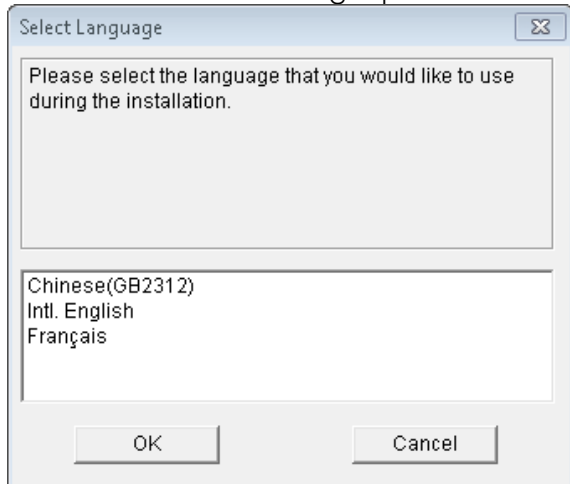 Select Language
Please select the language that you would like to use
during the installation.
Chinese(GB2312)
Intl. English
Français
OK
Cancel